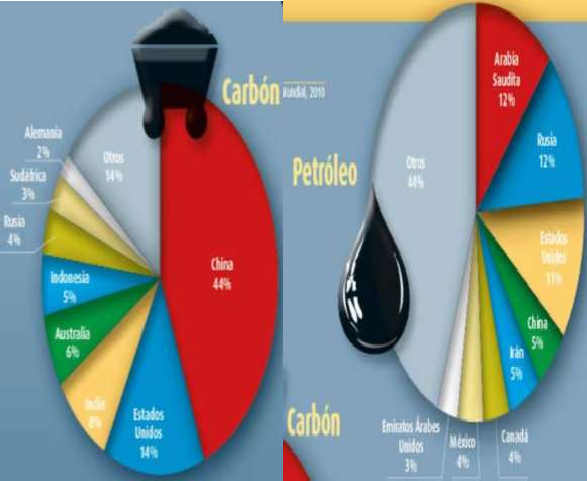 Carbón
Mundial, 2010
Alemania
2%
Sudáfrica
3%
Rusia
4%
Indonesia
5%
Australia
6%
India
8%
Estados
Unidos
14%
China
44%
Otros
14%
Petróleo
Arabia
Saudita
12%
Rusia
12%
Estados
Unidos
11%
China
5%
Irán
5%
Canadá
4%
México
4%
Emiratos Árabes
Unidos
3%
Otros
44%
Carbón